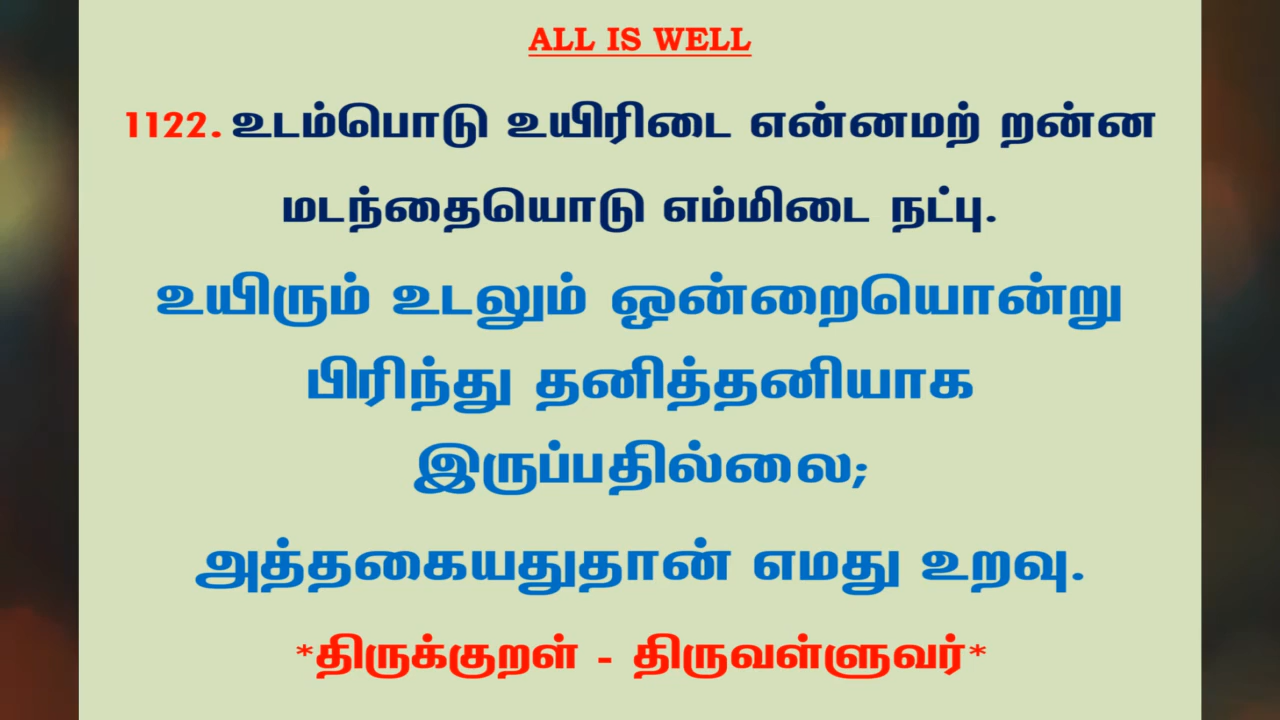 ALL IS WELL
1122. உடம்பொடு உயிரிடை என்னமற் றன்ன
மடந்தையொடு எம்மிடை நட்பு.
உயிரும் உடலும் ஒன்றையொன்று
பிரிந்து தனித்தனியாக
இருப்பதில்லை;
அத்தகையதுதான் எமது உறவு.
*திருக்குறள் - திருவள்ளுவர்*